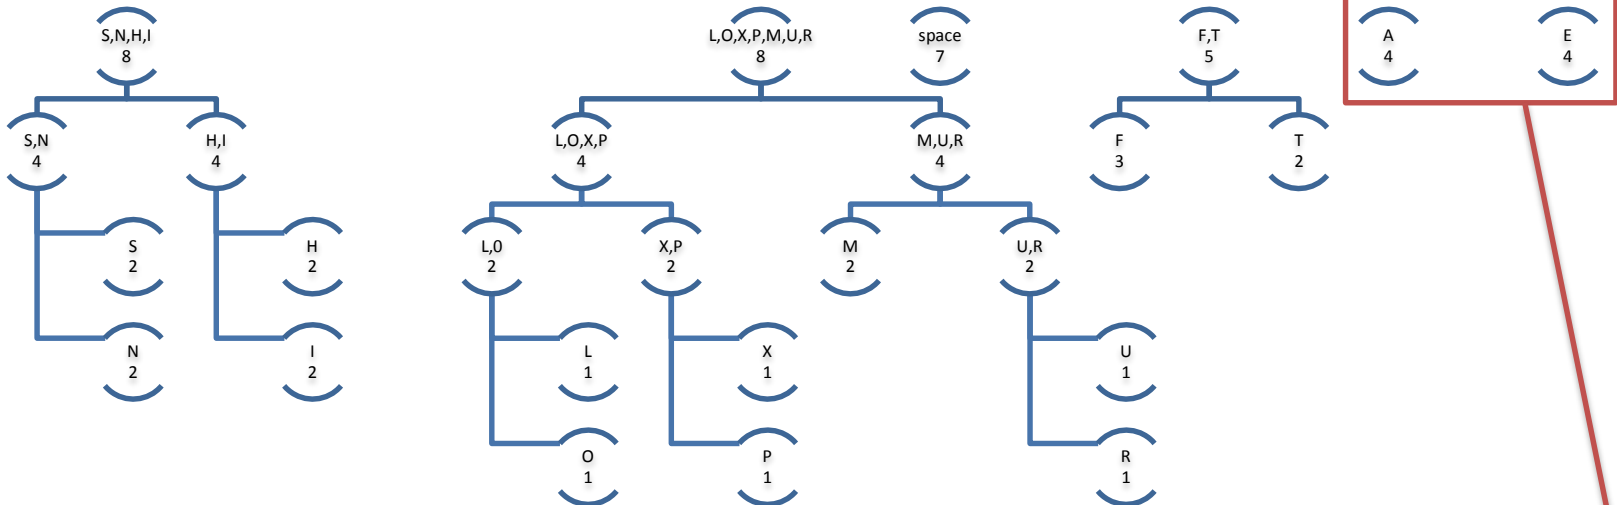 S,N,H,I
8
L,O,X,P,M,U,R
8
space
7
F,T
5
A
4
E
4
S,N
4
H,I
4
L,O,X,P
4
M,U,R
4
F
3
T
2
S
2
H
2
L,0
2
X,P
2
M
2
U,R
2
N
2
I
2
L
1
X
1
U
1
O
1
P
1
R
1